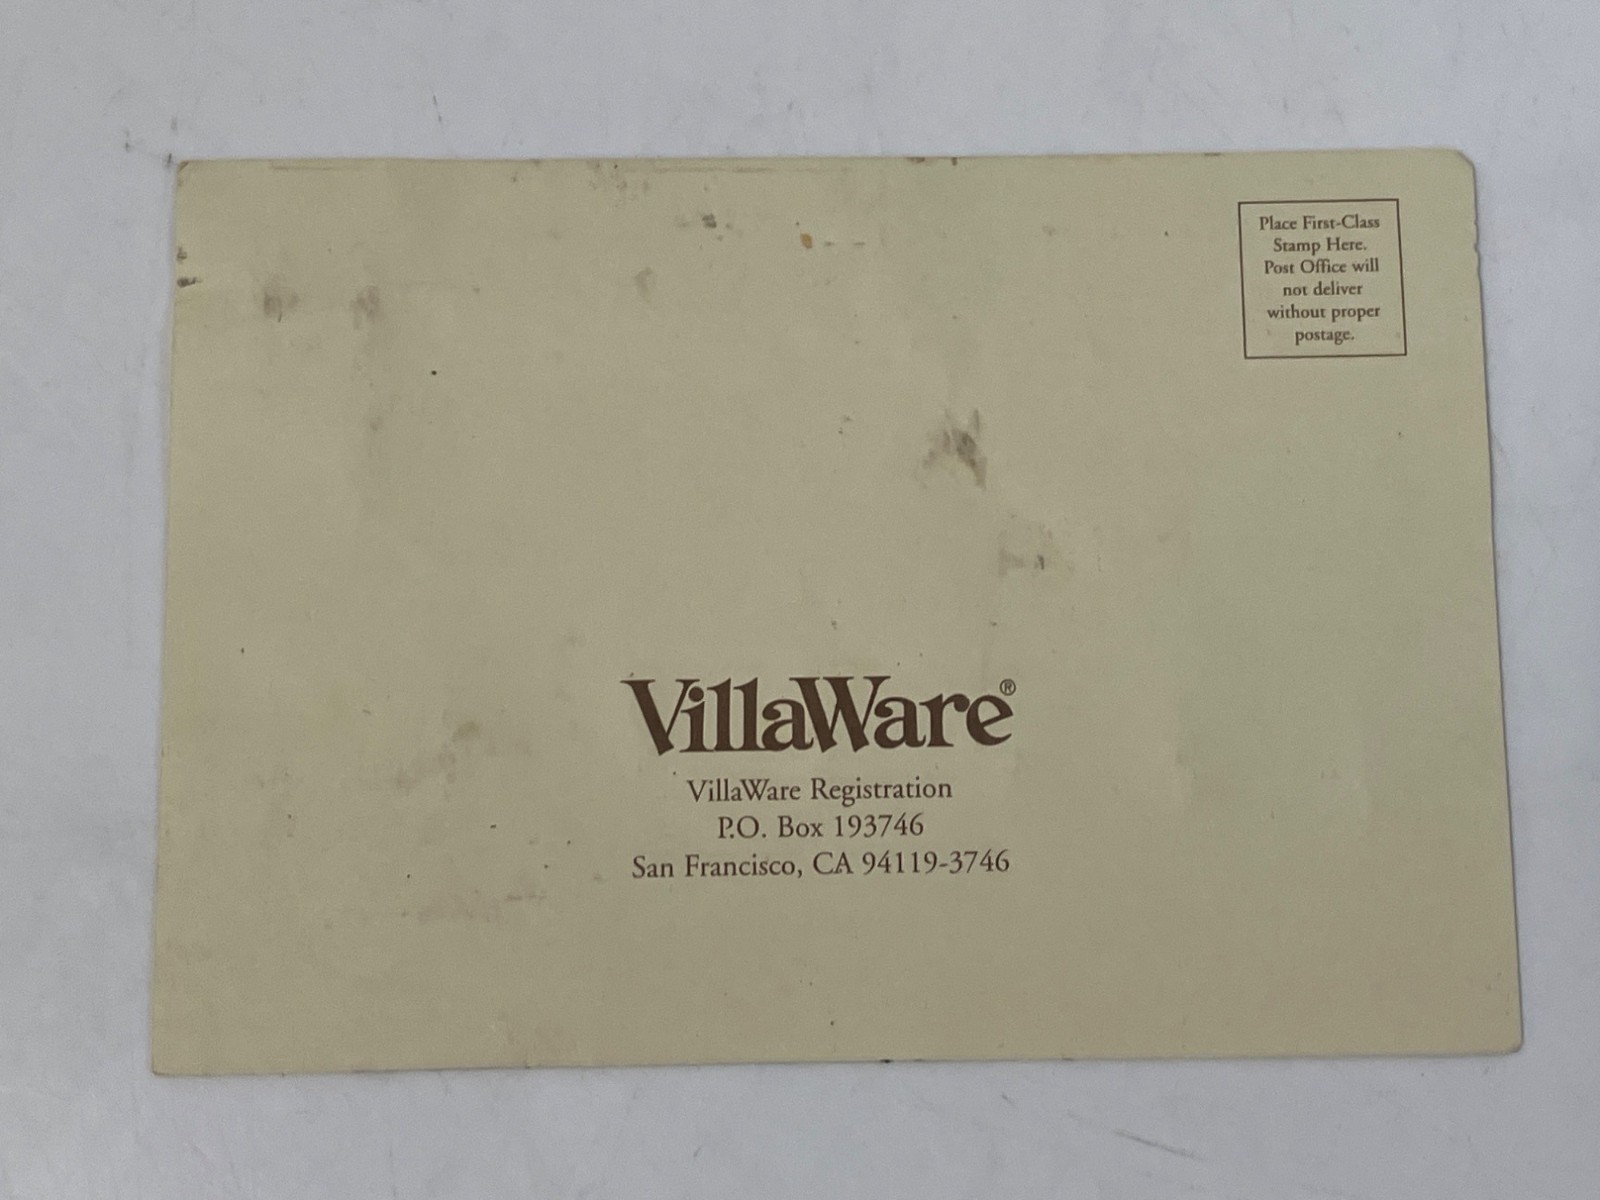 Place First-Class
Stamp Here.
Post Office will
not deliver
without proper
postage.
VillaWare®
VillaWare Registration
P.O. Box 193746
San Francisco, CA 94119-3746